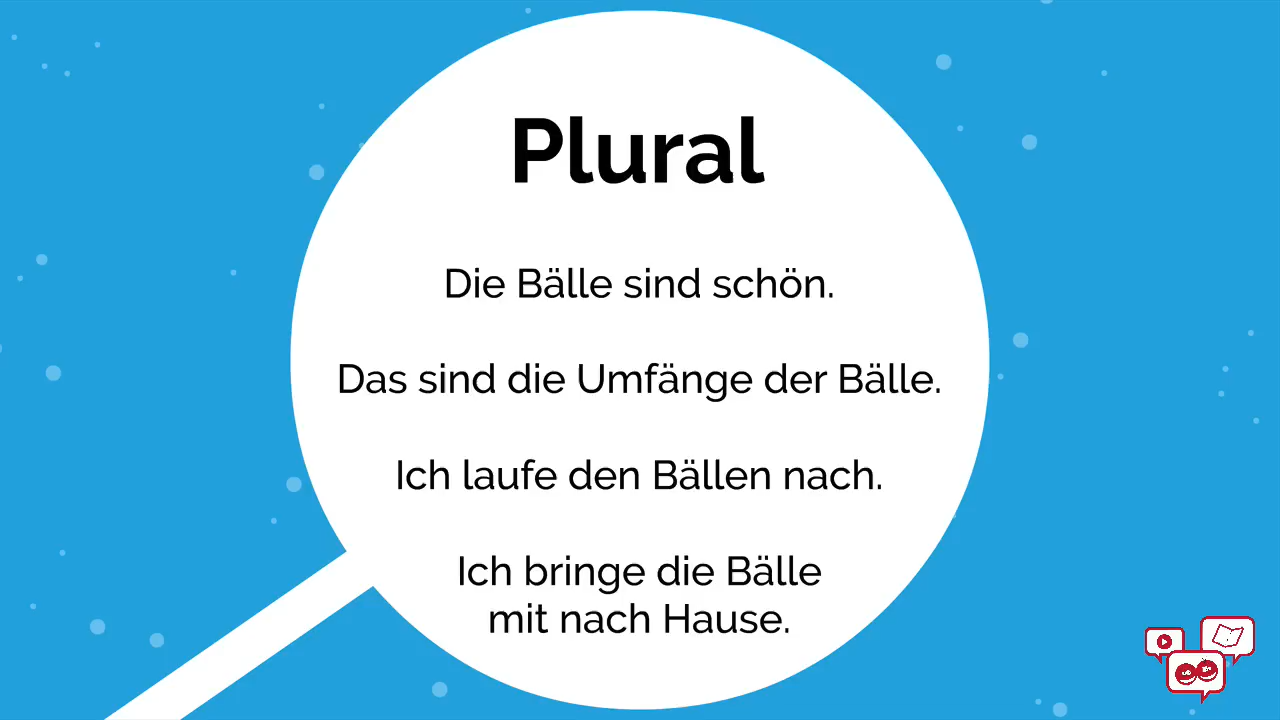 Plural
Die Bälle sind schön.
Das sind die Umfänge der Bälle.
Ich laufe den Bällen nach.
Ich bringe die Bälle
mit nach Hause.